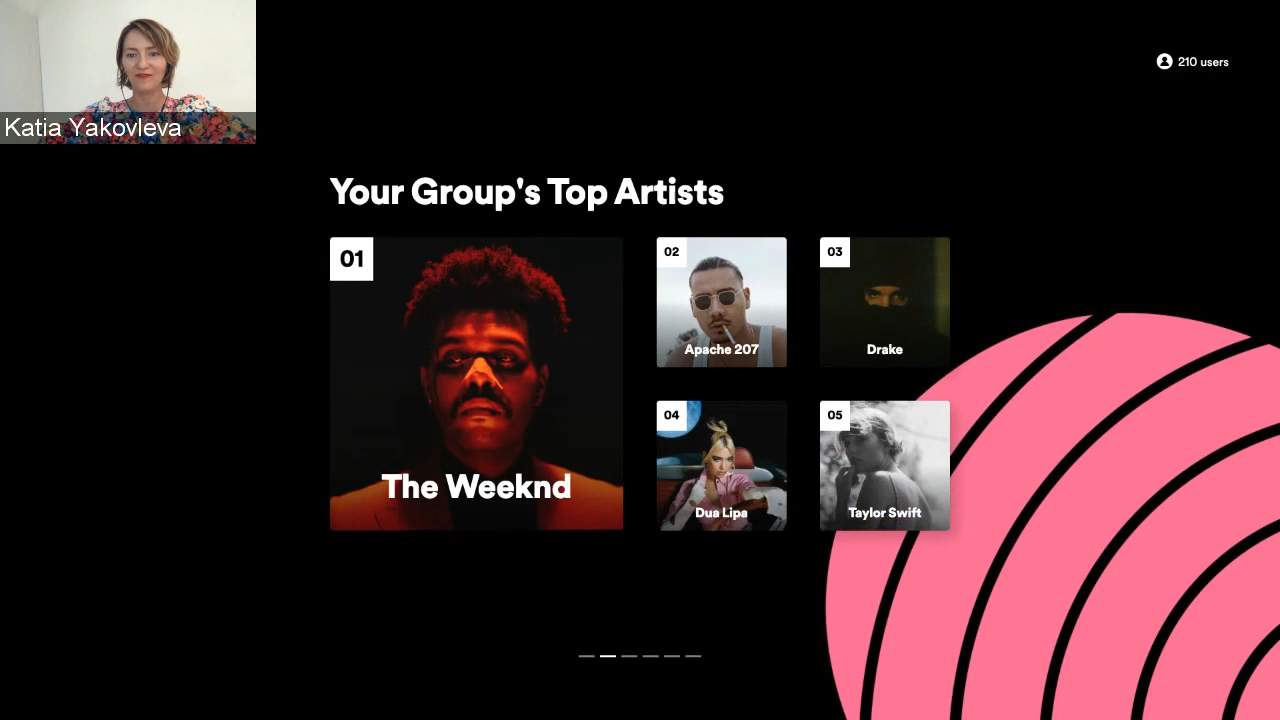 Katia Yakovleva
210 users
Your Group's Top Artists
01
The Weeknd
02
Apache 207
03
Drake
04
Dua Lipa
05
Taylor Swift